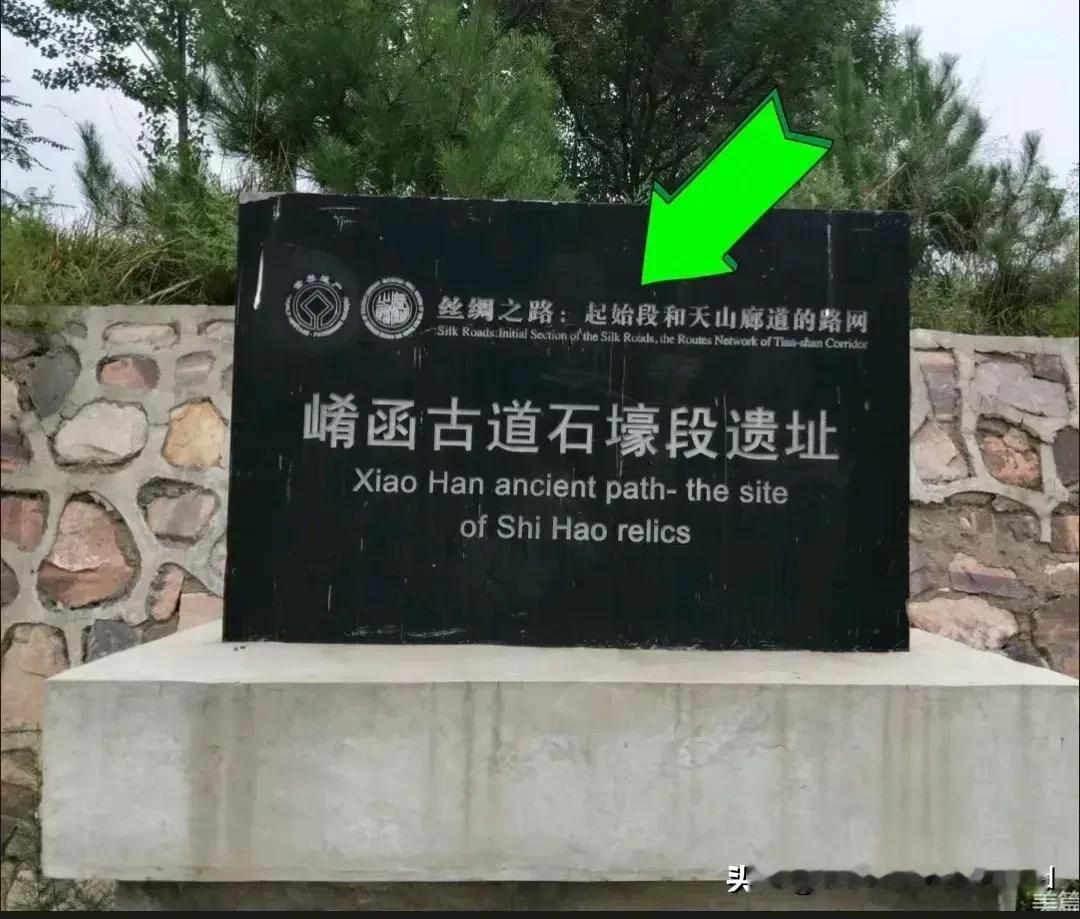 丝绸之路：起始段和天山廊道的路网
Silk Roads:Initial Section of the Silk Roads, the Routes Network of Tian-shan Corridor
崤函古道石壕段遗址
Xiao Han ancient path- the site
of Shi Hao relics
头
美篇